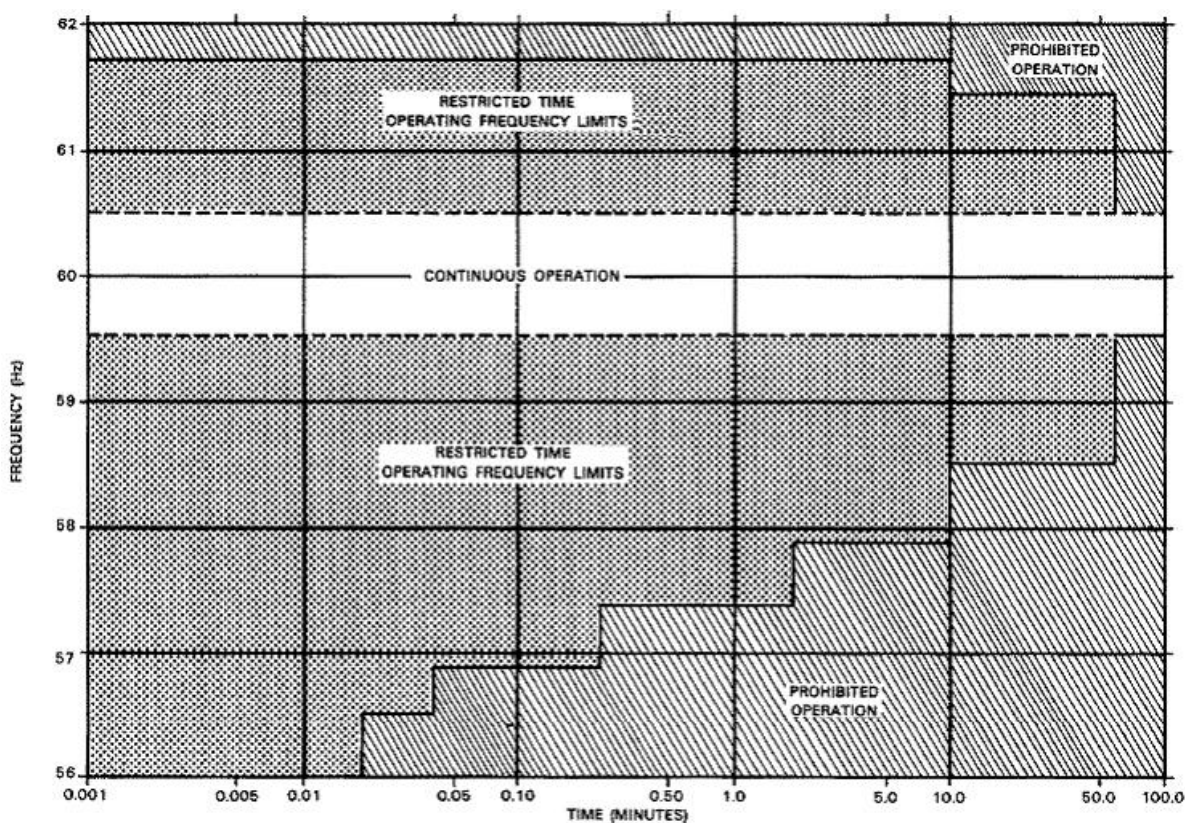 62
PROHIBITED
OPERATION
RESTRICTED TIME
OPERATING FREQUENCY LIMITS
61
60
CONTINUOUS OPERATION
FREQUENCY (Hz)
59
RESTRICTED TIME
OPERATING FREQUENCY LIMITS
58
57
PROHIBITED
OPERATION
56
0.001 0.005 0.01 0.05 0.10 0.50 1.0 5.0 10.0 50.0 100.0
TIME (MINUTES)